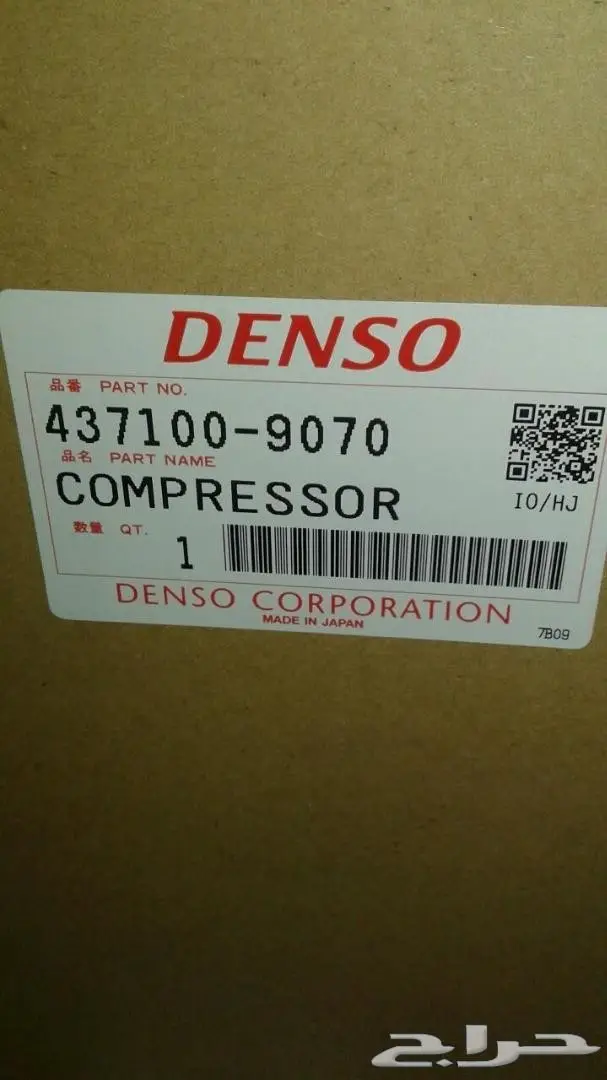 DENSO
品番 PART NO.
437100-9070
品名 PART NAME
COMPRESSOR
IO/HJ
数量 QT.
1
DENSO CORPORATION
MADE IN JAPAN
7B09
حراج